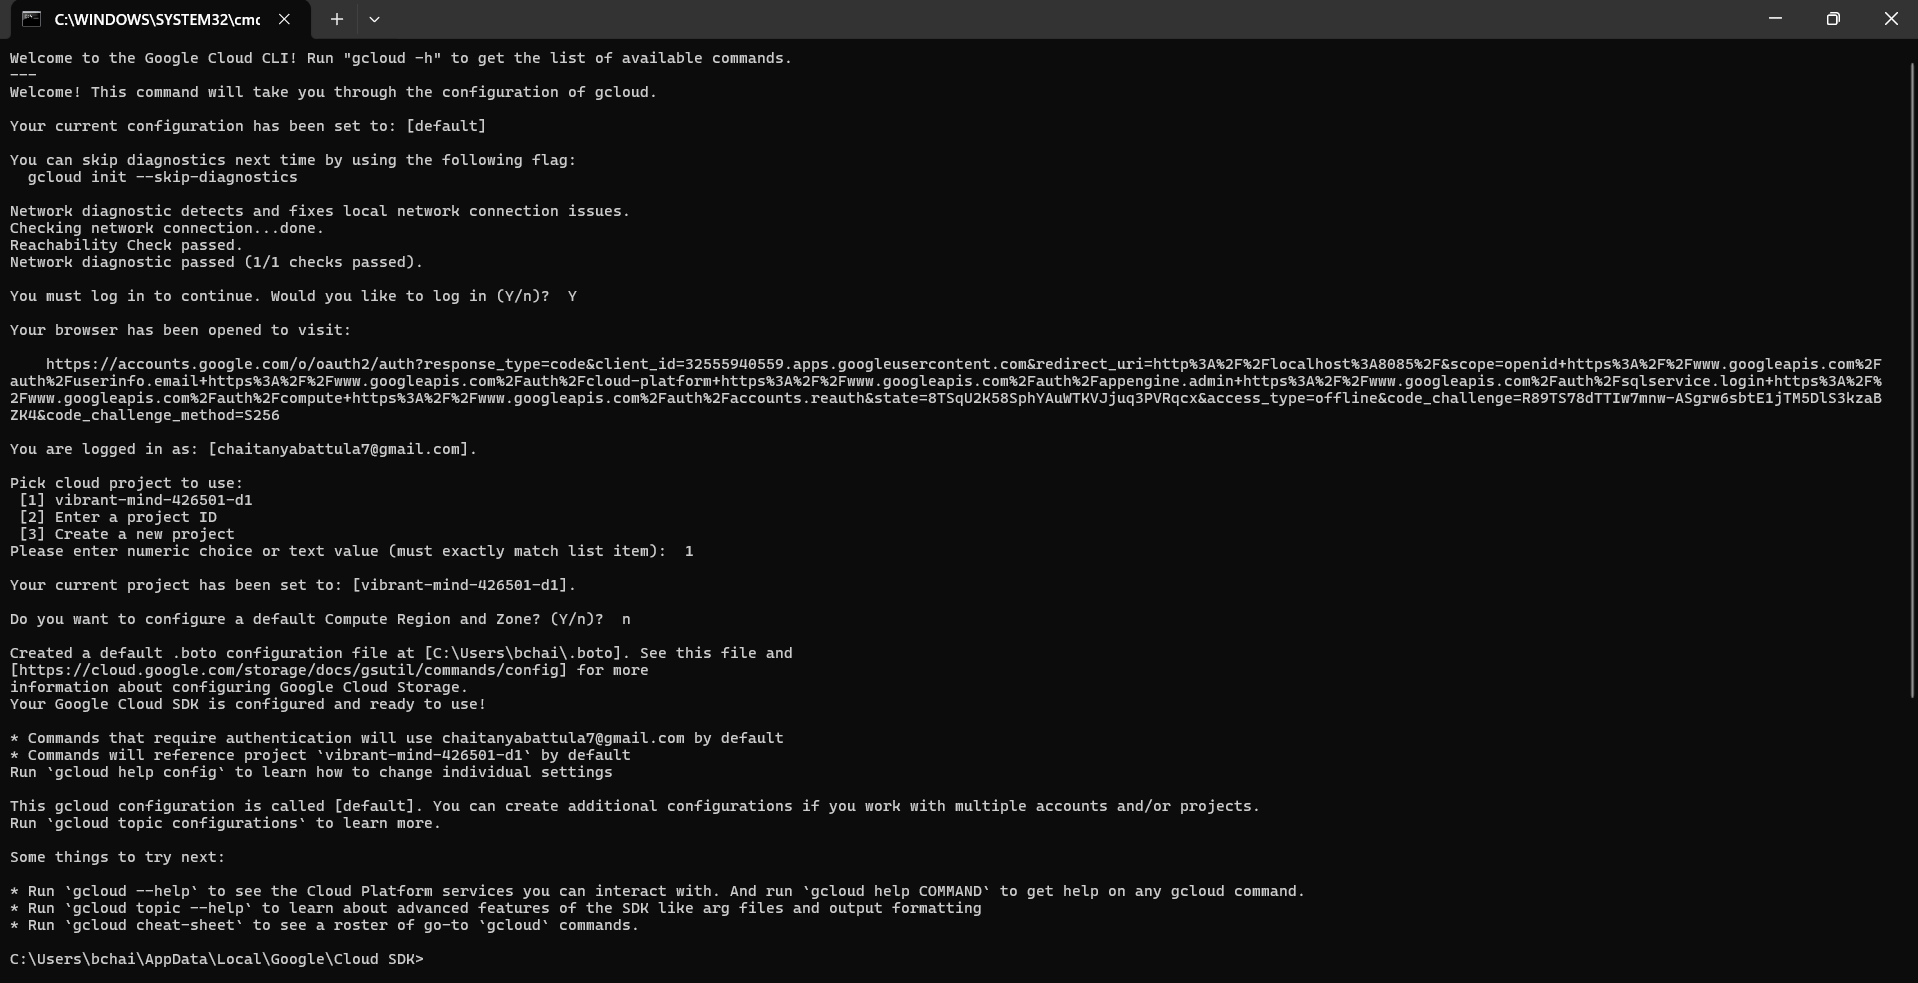 C:\WINDOWS\SYSTEM32\cmc
Welcome to the Google Cloud CLI! Run "gcloud -h" to get the list of available commands.
---
Welcome! This command will take you through the configuration of gcloud.
Your current configuration has been set to: [default]
You can skip diagnostics next time by using the following flag:
gcloud init --skip-diagnostics
Network diagnostic detects and fixes local network connection issues.
Checking network connection...done.
Reachability Check passed.
Network diagnostic passed (1/1 checks passed).
You must log in to continue. Would you like to log in (Y/n)?  Y
Your browser has been opened to visit:
https://accounts.google.com/o/oauth2/auth?response_type=code&client_id=32555940559.apps.googleusercontent.com&redirect_uri=http%3A%2F%2Flocalhost%3A8085%2F&scope=openid+https%3A%2F%2Fwww.googleapis.com%2F
auth%2Fuserinfo.email+https%3A%2F%2Fwww.googleapis.com%2Fauth%2Fcloud-platform+https%3A%2F%2Fwww.googleapis.com%2Fauth%2Fappengine.admin+https%3A%2F%2Fwww.googleapis.com%2Fauth%2Fsqlservice.login+https%3A%2F%
2Fwww.googleapis.com%2Fauth%2Fcompute+https%3A%2F%2Fwww.googleapis.com%2Fauth%2Faccounts.reauth&state=8TSqU2K58SphYAuWTKVJjuq3PVRqcx&access_type=offline&code_challenge=R89TS78dTTIw7mnw-ASgrw6sbtE1jTM5DlS3kzaB
ZK4&code_challenge_method=S256
You are logged in as: [chaitanyabattula7@gmail.com].
Pick cloud project to use:
[1] vibrant-mind-426501-d1
[2] Enter a project ID
[3] Create a new project
Please enter numeric choice or text value (must exactly match list item):  1
Your current project has been set to: [vibrant-mind-426501-d1].
Do you want to configure a default Compute Region and Zone? (Y/n)?  n
Created a default .boto configuration file at [C:\Users\bchai\.boto]. See this file and
[https://cloud.google.com/storage/docs/gsutil/commands/config] for more
information about configuring Google Cloud Storage.
Your Google Cloud SDK is configured and ready to use!
* Commands that require authentication will use chaitanyabattula7@gmail.com by default
* Commands will reference project `vibrant-mind-426501-d1` by default
Run `gcloud help config` to learn how to change individual settings
This gcloud configuration is called [default]. You can create additional configurations if you work with multiple accounts and/or projects.
Run `gcloud topic configurations` to learn more.
Some things to try next:
* Run `gcloud --help` to see the Cloud Platform services you can interact with. And run `gcloud help COMMAND` to get help on any gcloud command.
* Run `gcloud topic --help` to learn about advanced features of the SDK like arg files and output formatting
* Run `gcloud cheat-sheet` to see a roster of go-to `gcloud` commands.
C:\Users\bchai\AppData\Local\Google\Cloud SDK>